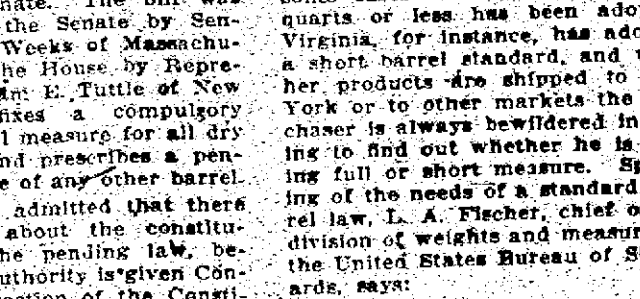 nate. The bill was
the Senate by Sen-
Weeks of Massachu-
he House by Repre-
am E. Tuttle of New
fixes a compulsory
l measure for all dry
nd prescribes a pen-
e of any other barrel.
admitted that there
about the constitu-
he pending law, be-
uthority is given Con-
ection of the Consti-
quarts or less has been ado
Virginia, for instance, has ado
a short barrel standard, and
her products are shipped to
York or to other markets the
chaser is always bewildered in
ing to find out whether he is
ing full or short measure. Sp
ing of the needs of a standard
rel law, L. A. Fischer, chief o
division of weights and measur
the United States Bureau of S
ards, says: